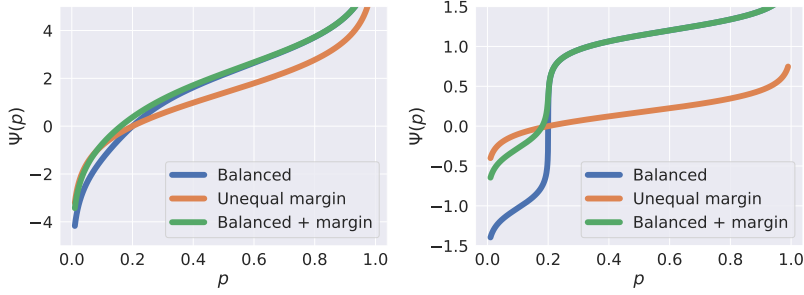 4
2
0
−2
−4
Ψ(p)
0.0 0.2 0.4 0.6 0.8 1.0
p
Balanced
Unequal margin
Balanced + margin
1.5
1.0
0.5
0.0
−0.5
−1.0
−1.5
Ψ(p)
0.0 0.2 0.4 0.6 0.8 1.0
p
Balanced
Unequal margin
Balanced + margin